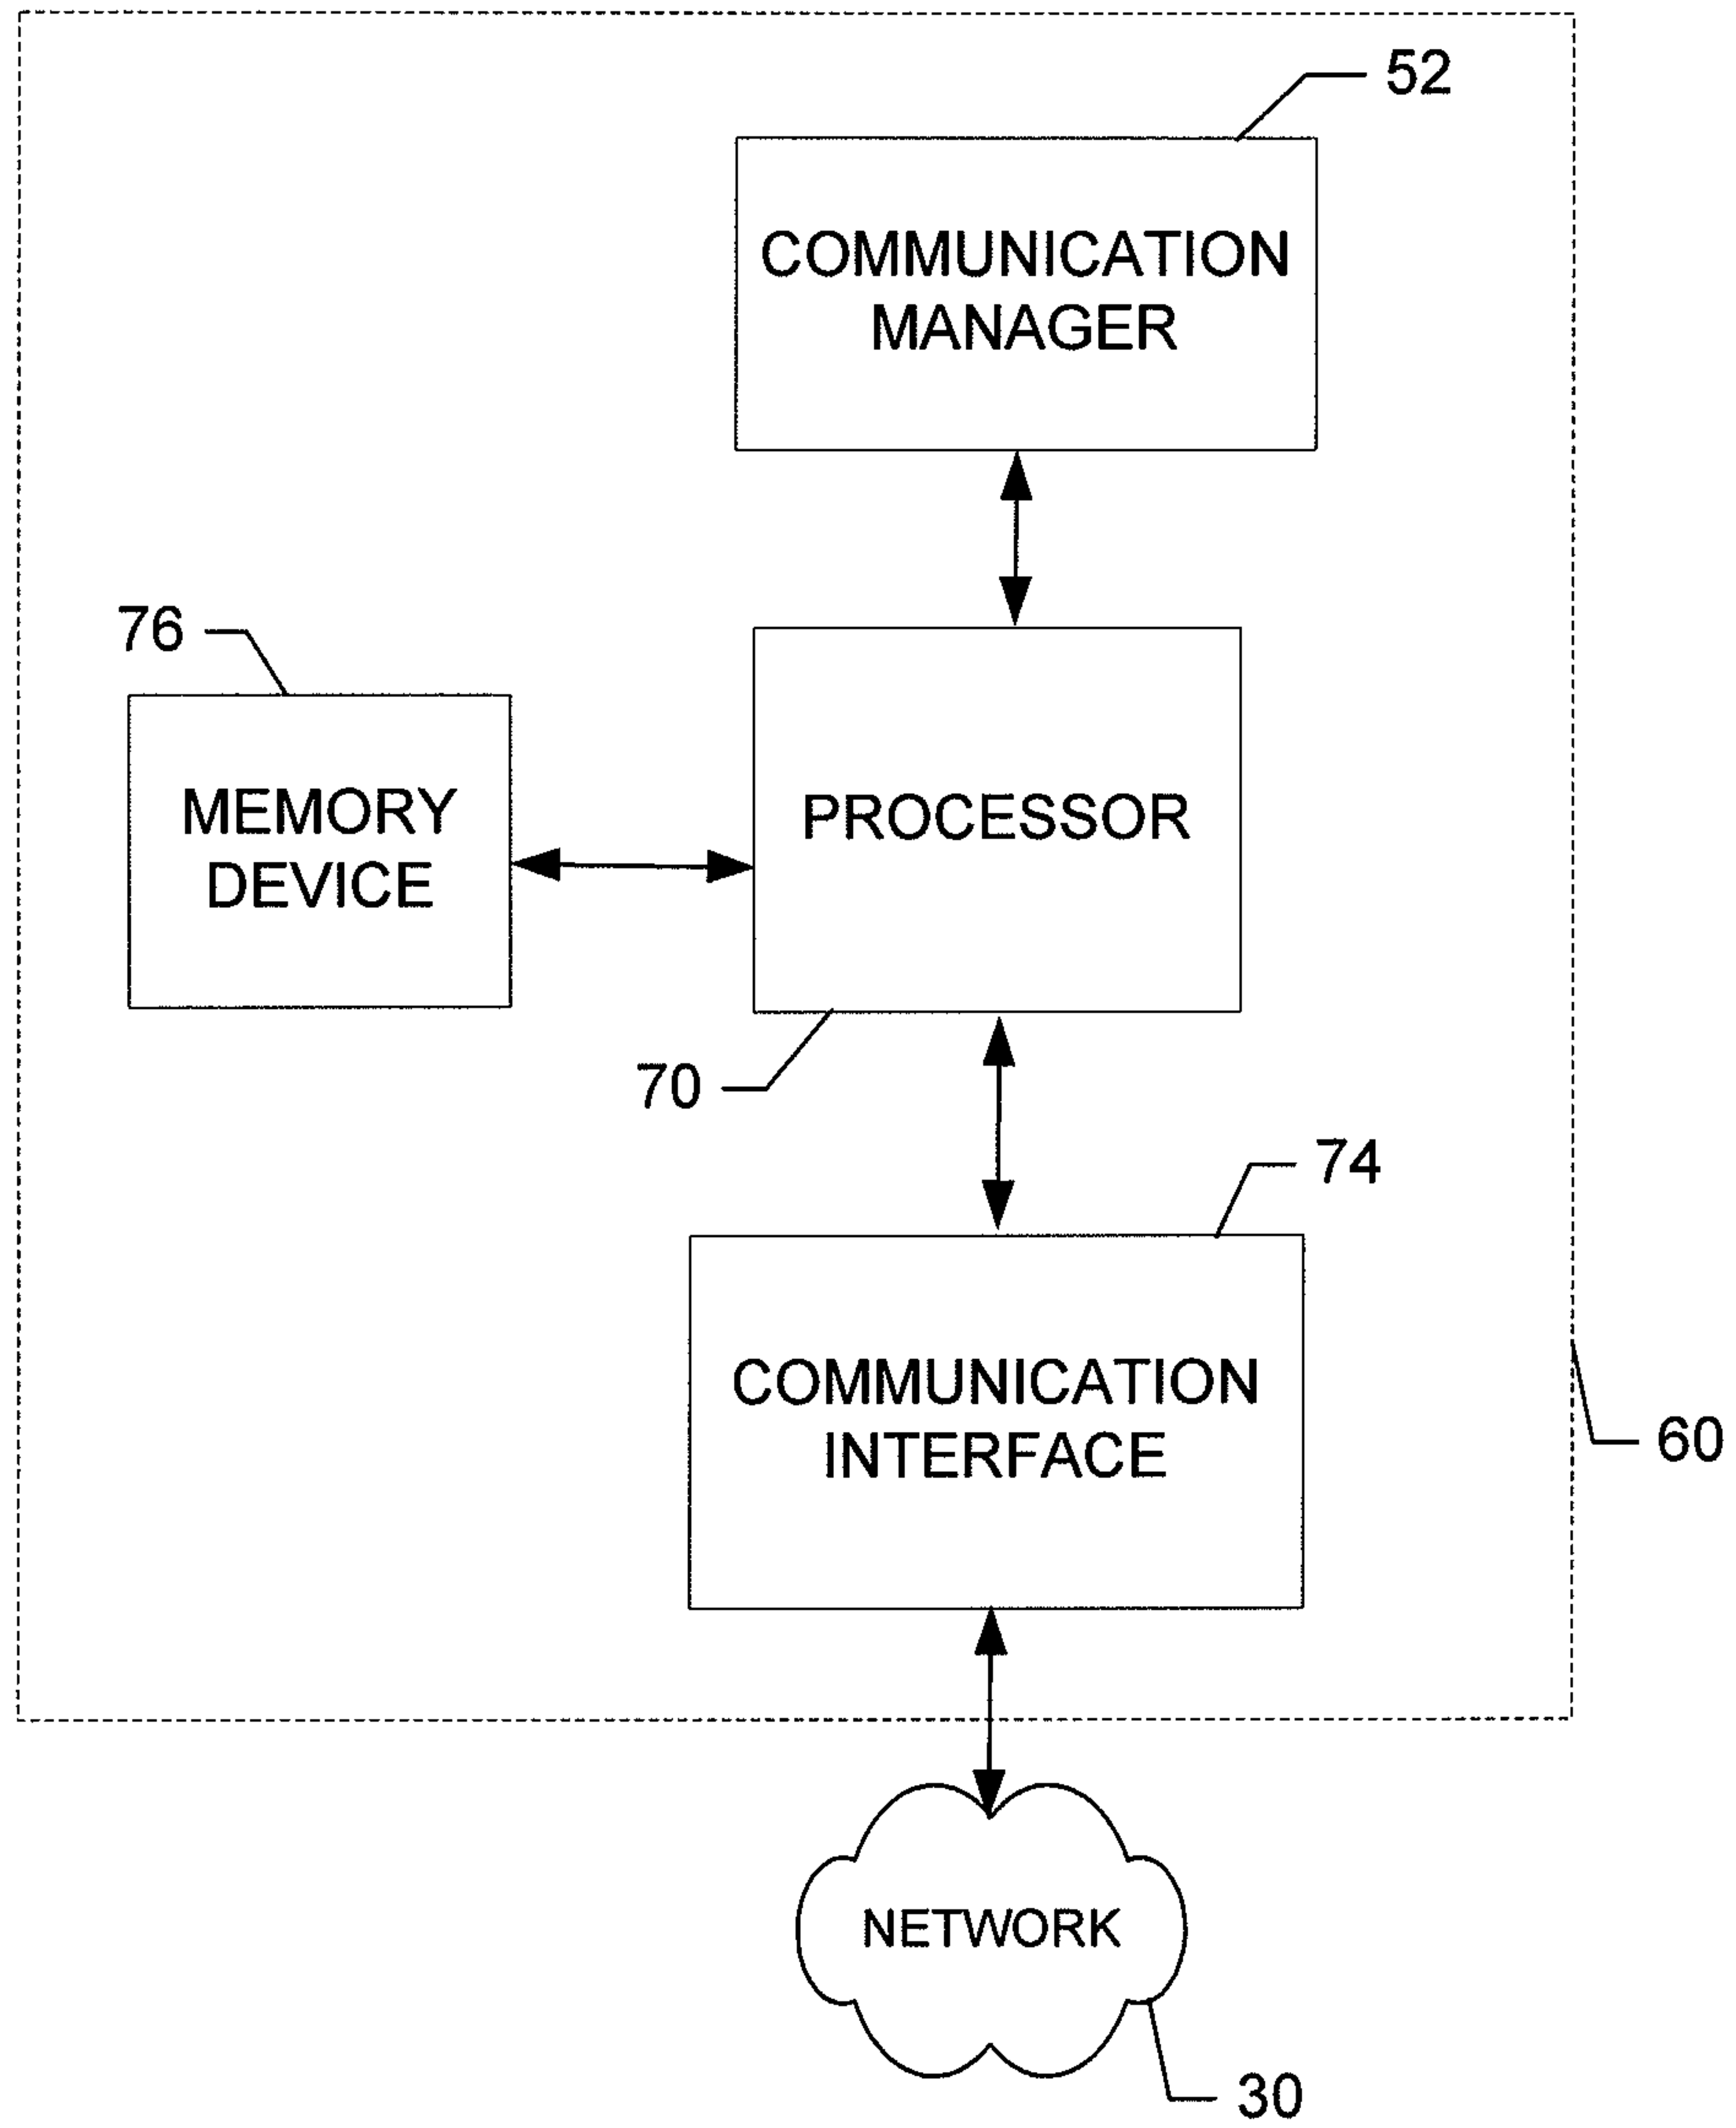 52
COMMUNICATION
MANAGER
76
MEMORY
DEVICE
PROCESSOR
70
74
COMMUNICATION
INTERFACE
60
NETWORK
30